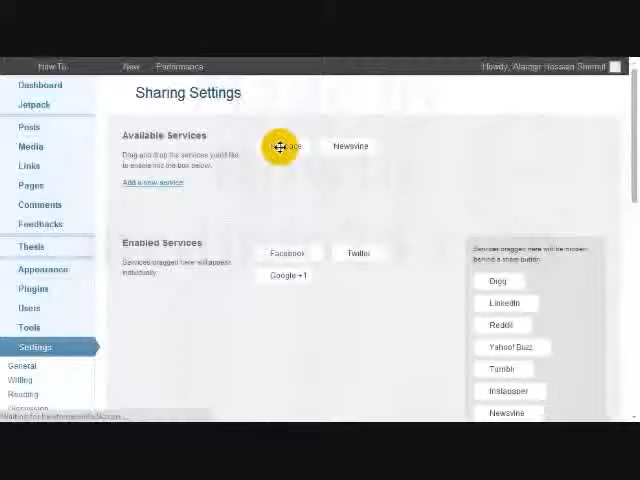 How To New Performance Howdy,
Sharing Settings
Dashboard
Jetpack
Posts
Media
Links
Pages
Comments
Feedbacks
Thesis
Appearance
Plugins
Users
Tools
Settings
General
Writing
Reading
Discussion
Available Services
Drag and drop the services you'd like
to enable into the box below.
Add a new service
Newsvine
Enabled Services
Services dragged here will appear
individually.
Facebook Twitter
Google +1
Services dragged here will be hidden
behind a share button.
Digg
LinkedIn
Reddit
Yahoo! Buzz
Tumblr
Instapaper
Newsvine